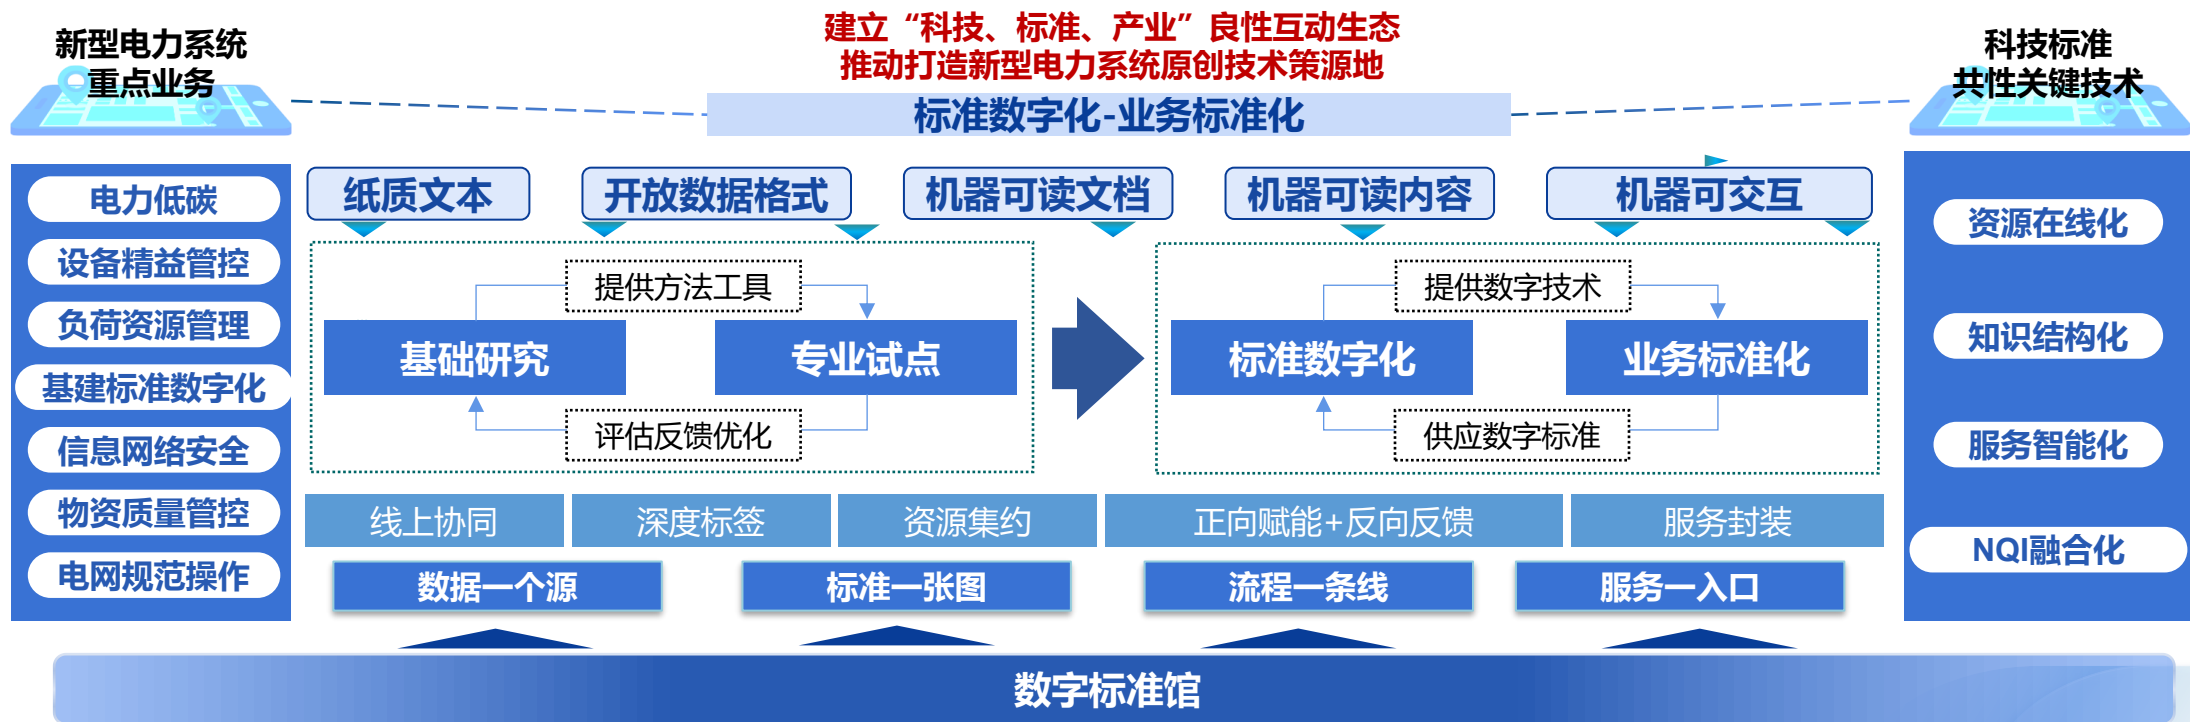 建立“科技、标准、产业”良性互动生态
推动打造新型电力系统原创技术策源地
新型电力系统
重点业务
科技标准
共性关键技术
标准数字化-业务标准化
电力低碳
设备精益管控
负荷资源管理
基建标准数字化
信息网络安全
物资质量管控
电网规范操作
纸质文本
开放数据格式
机器可读文档
机器可读内容
机器可交互
提供方法工具
基础研究
专业试点
评估反馈优化
提供数字技术
标准数字化
业务标准化
供应数字标准
资源在线化
知识结构化
服务智能化
NQI融合化
线上协同
深度标签
资源集约
正向赋能+反向反馈
服务封装
数据一个源
标准一张图
流程一条线
服务一入口
数字标准馆